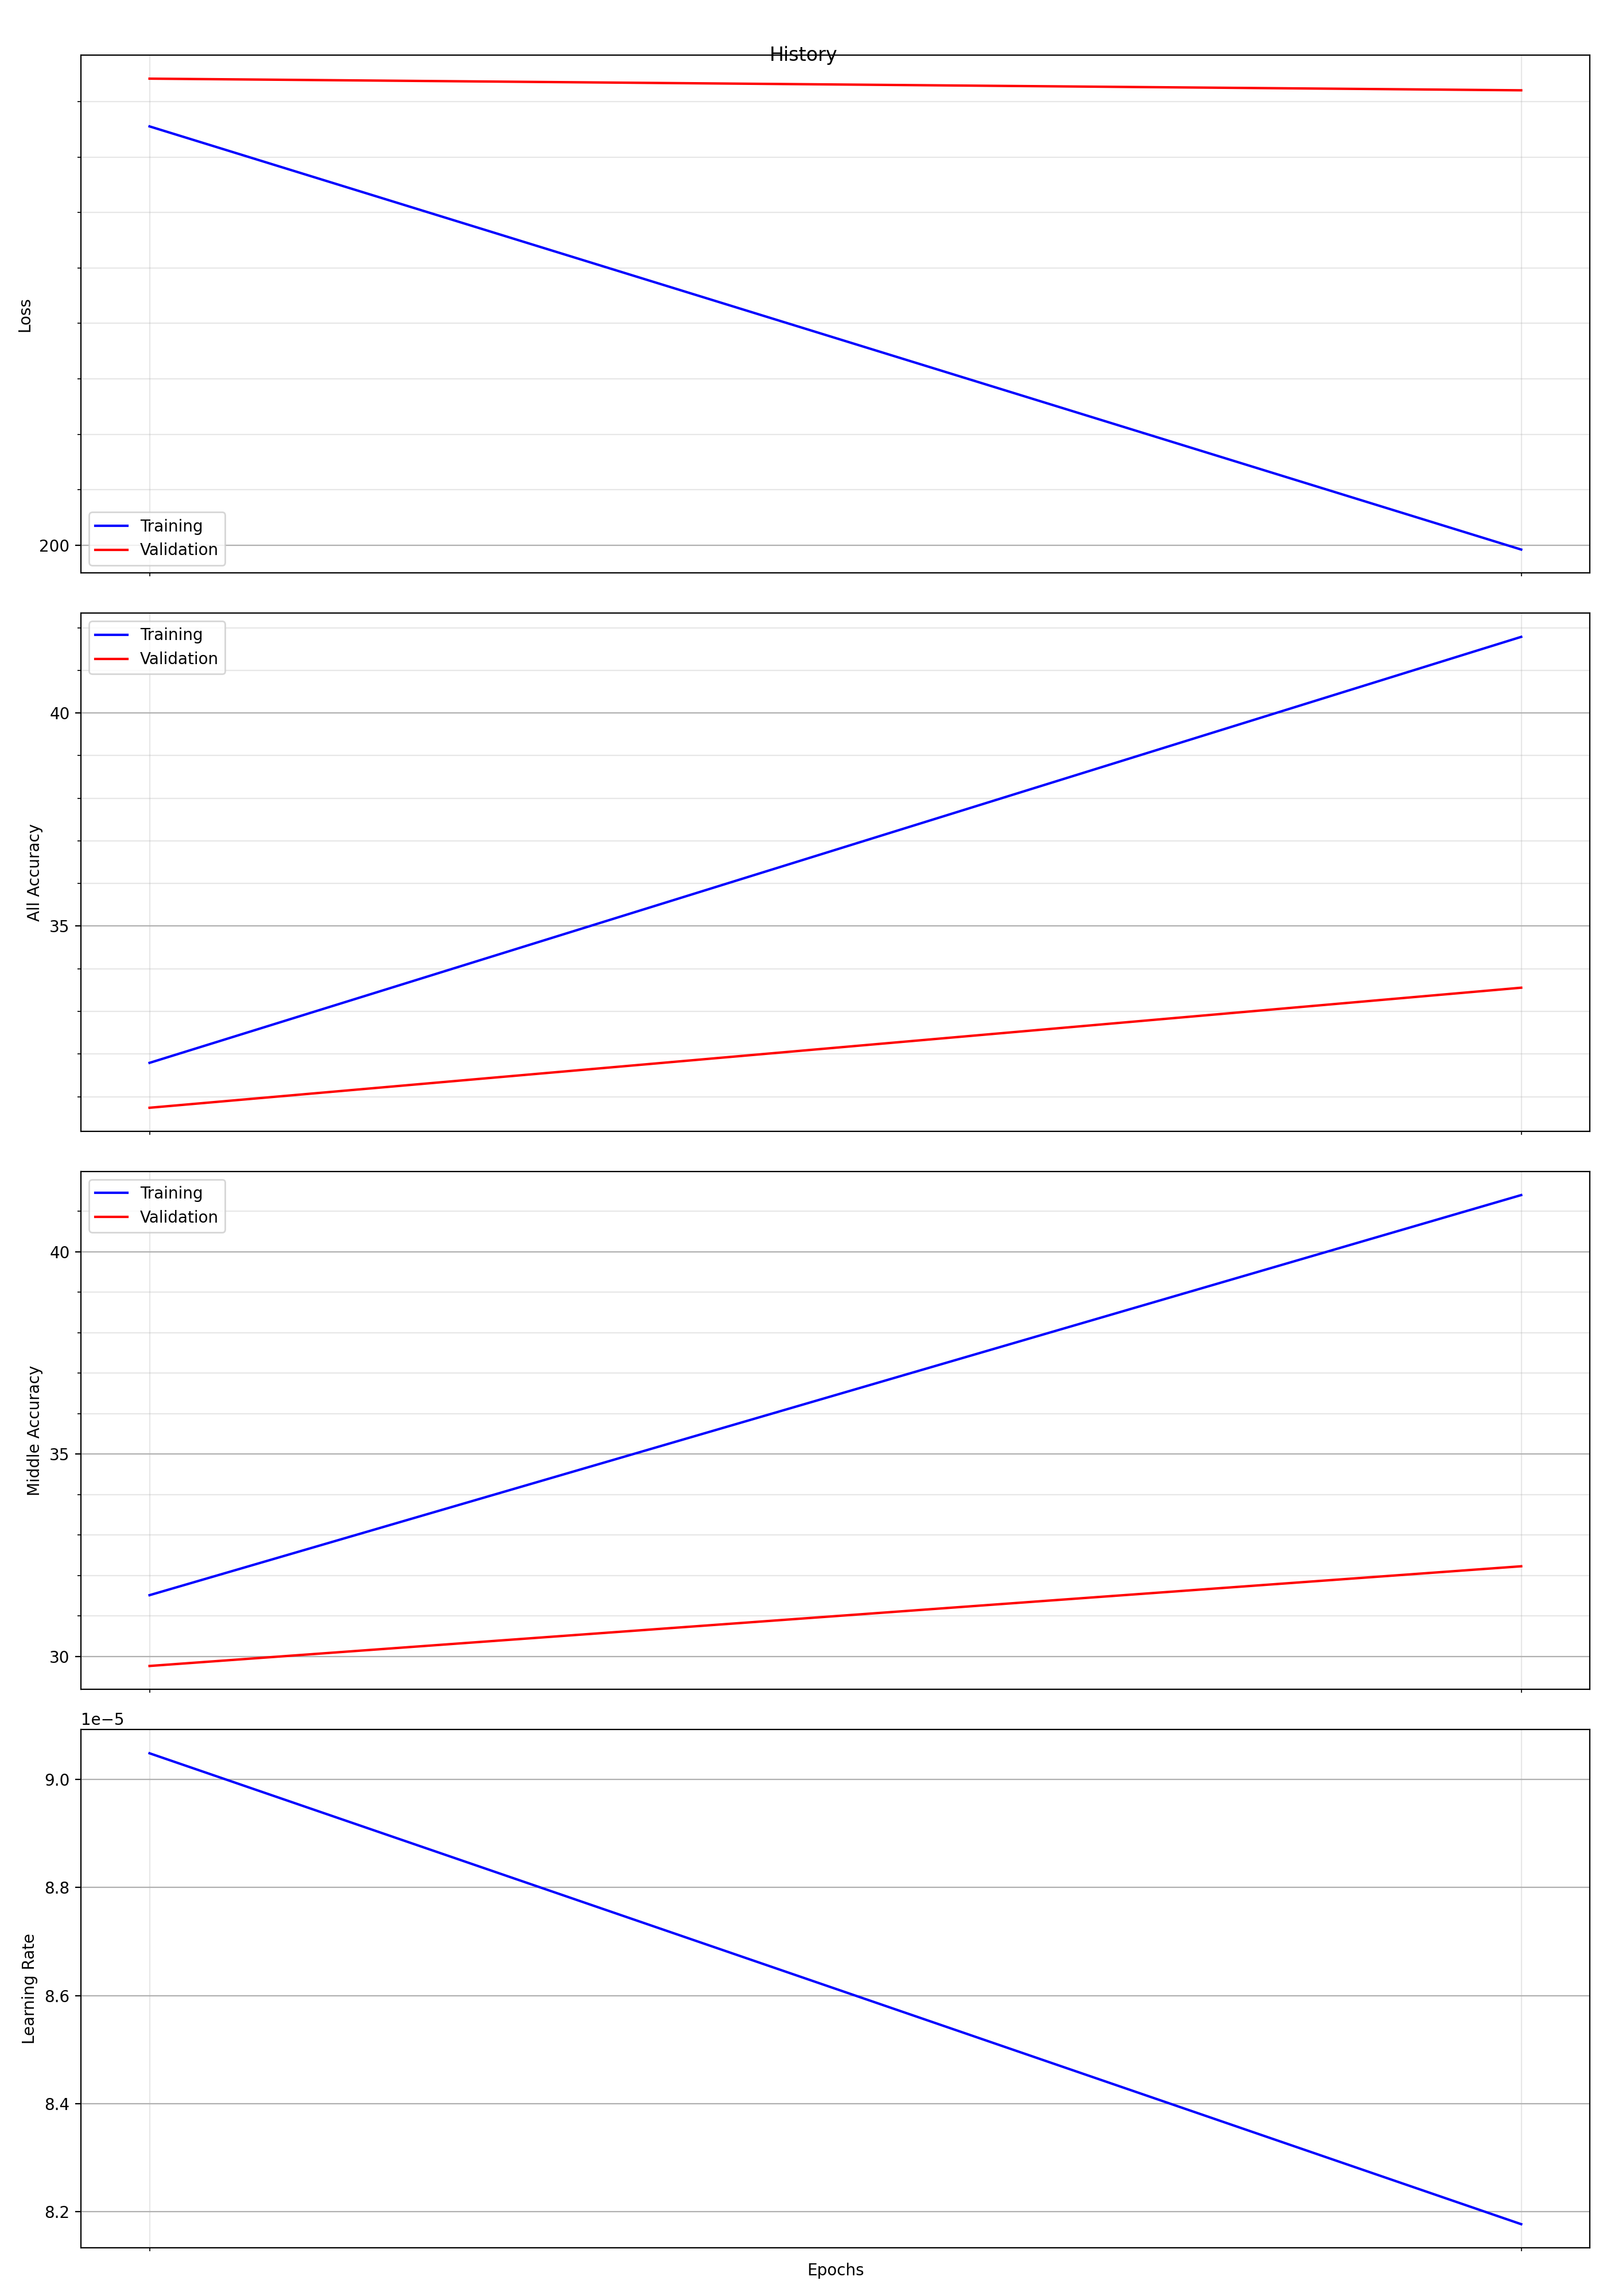 History
Loss
200
Training
Validation
All Accuracy
40
35
Training
Validation
Middle Accuracy
40
35
30
Training
Validation
1e−5
Learning Rate
9.0
8.8
8.6
8.4
8.2
Epochs